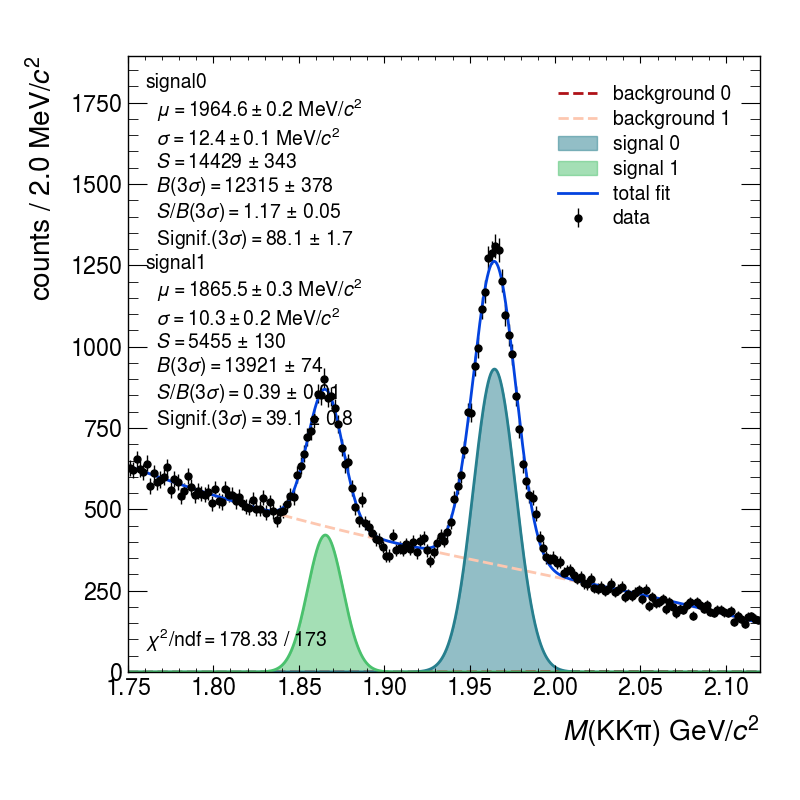 signal0
μ = 1964.6 ± 0.2 MeV/c²
σ = 12.4 ± 0.1 MeV/c²
S = 14429 ± 343
B(3σ) = 12315 ± 378
S/B(3σ) = 1.17 ± 0.05
Signif.(3σ) = 88.1 ± 1.7
signal1
μ = 1865.5 ± 0.3 MeV/c²
σ = 10.3 ± 0.2 MeV/c²
S = 5455 ± 130
B(3σ) = 13921 ± 74
S/B(3σ) = 0.39 ±
Signif.(3σ) = 39.1 ± 0.8
χ²/ndf = 178.33 / 173
background 0
background 1
signal 0
signal 1
total fit
data
counts / 2.0 MeV/c²
1750
1500
1250
1000
750
500
250
0
1.75 1.80 1.85 1.90 1.95 2.00 2.05 2.10
M(KKπ) GeV/c²